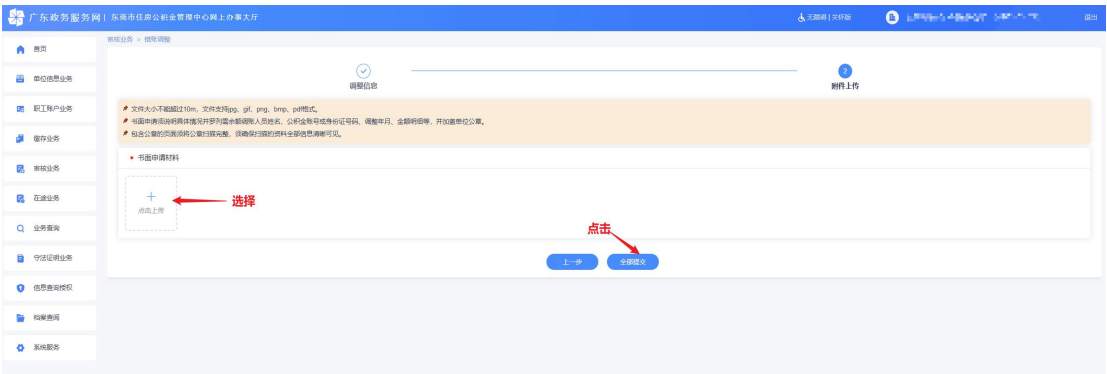 广东政务服务网 | 东莞市住房公积金管理中心网上办事大厅
无障碍 | 关怀版
退出
审核业务 > 错账调整
首页
单位信息业务
职工账户业务
缴存业务
审核业务
在途业务
业务查询
守法证明业务
信息查询授权
档案查阅
系统服务
调整信息
2
附件上传
文件大小不能超过10m，文件支持jpg、gif、png、bmp、pdf格式。
书面申请须说明具体情况并罗列需余额调账人员姓名、公积金账号或身份证号码、调整年月、金额明细等，并加盖单位公章。
包含公章的页面须将公章扫描完整，须确保扫描的资料全部信息清晰可见。
* 书面申请材料
点击上传
选择
点击
上一步
全部提交